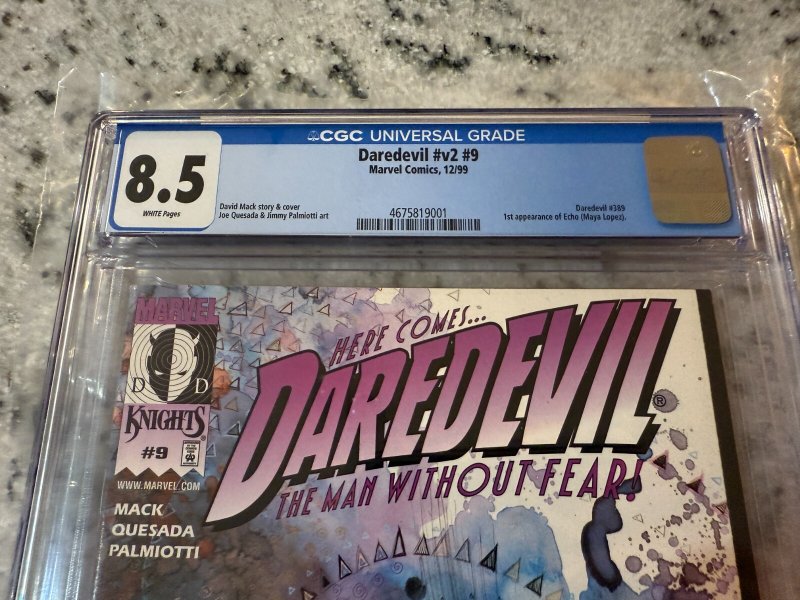 CGC UNIVERSAL GRADE
8.5
WHITE Pages
Daredevil #v2 #9
Marvel Comics, 12/99
David Mack story & cover
Joe Quesada & Jimmy Palmiotti art
4675819001
Daredevil #389
1st appearance of Echo (Maya Lopez).
MARVEL
D D
KNIGHTS®
#9
WWW.MARVEL.COM
MACK
QUESADA
PALMIOTTI
HERE COMES...
DAREDEVIL®
THE MAN WITHOUT FEAR!